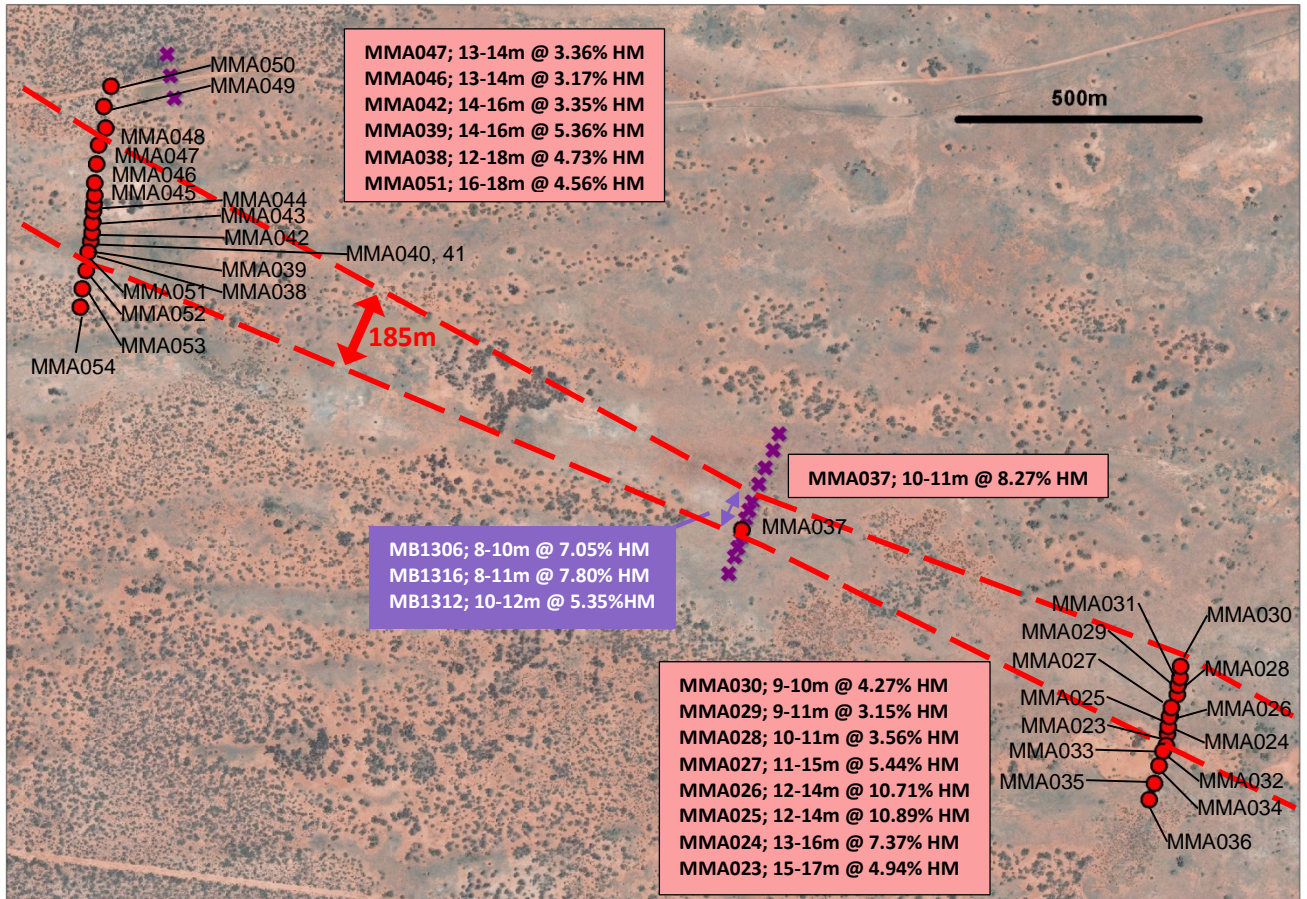 MMA050
MMA049
MMA048
MMA047
MMA046
MMA045
MMA044
MMA043
MMA042
MMA040, 41
MMA039
MMA051
MMA038
MMA052
MMA053
MMA054
MMA047; 13-14m @ 3.36% HM
MMA046; 13-14m @ 3.17% HM
MMA042; 14-16m @ 3.35% HM
MMA039; 14-16m @ 5.36% HM
MMA038; 12-18m @ 4.73% HM
MMA051; 16-18m @ 4.56% HM
500m
185m
MMA037; 10-11m @ 8.27% HM
MMA037
MB1306; 8-10m @ 7.05% HM
MB1316; 8-11m @ 7.80% HM
MB1312; 10-12m @ 5.35%HM
MMA031
MMA030
MMA029
MMA028
MMA027
MMA025
MMA026
MMA023
MMA024
MMA033
MMA032
MMA035
MMA034
MMA036
MMA030; 9-10m @ 4.27% HM
MMA029; 9-11m @ 3.15% HM
MMA028; 10-11m @ 3.56% HM
MMA027; 11-15m @ 5.44% HM
MMA026; 12-14m @ 10.71% HM
MMA025; 12-14m @ 10.89% HM
MMA024; 13-16m @ 7.37% HM
MMA023; 15-17m @ 4.94% HM